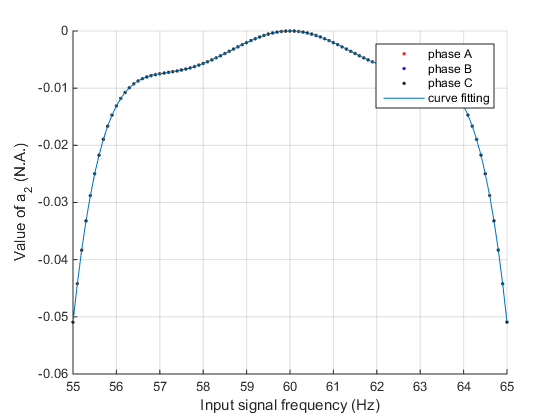 0
-0.01
-0.02
-0.03
-0.04
-0.05
-0.06
55 56 57 58 59 60 61 62 63 64 65
Input signal frequency (Hz)
Value of a2 (N.A.)
phase A
phase B
phase C
curve fitting